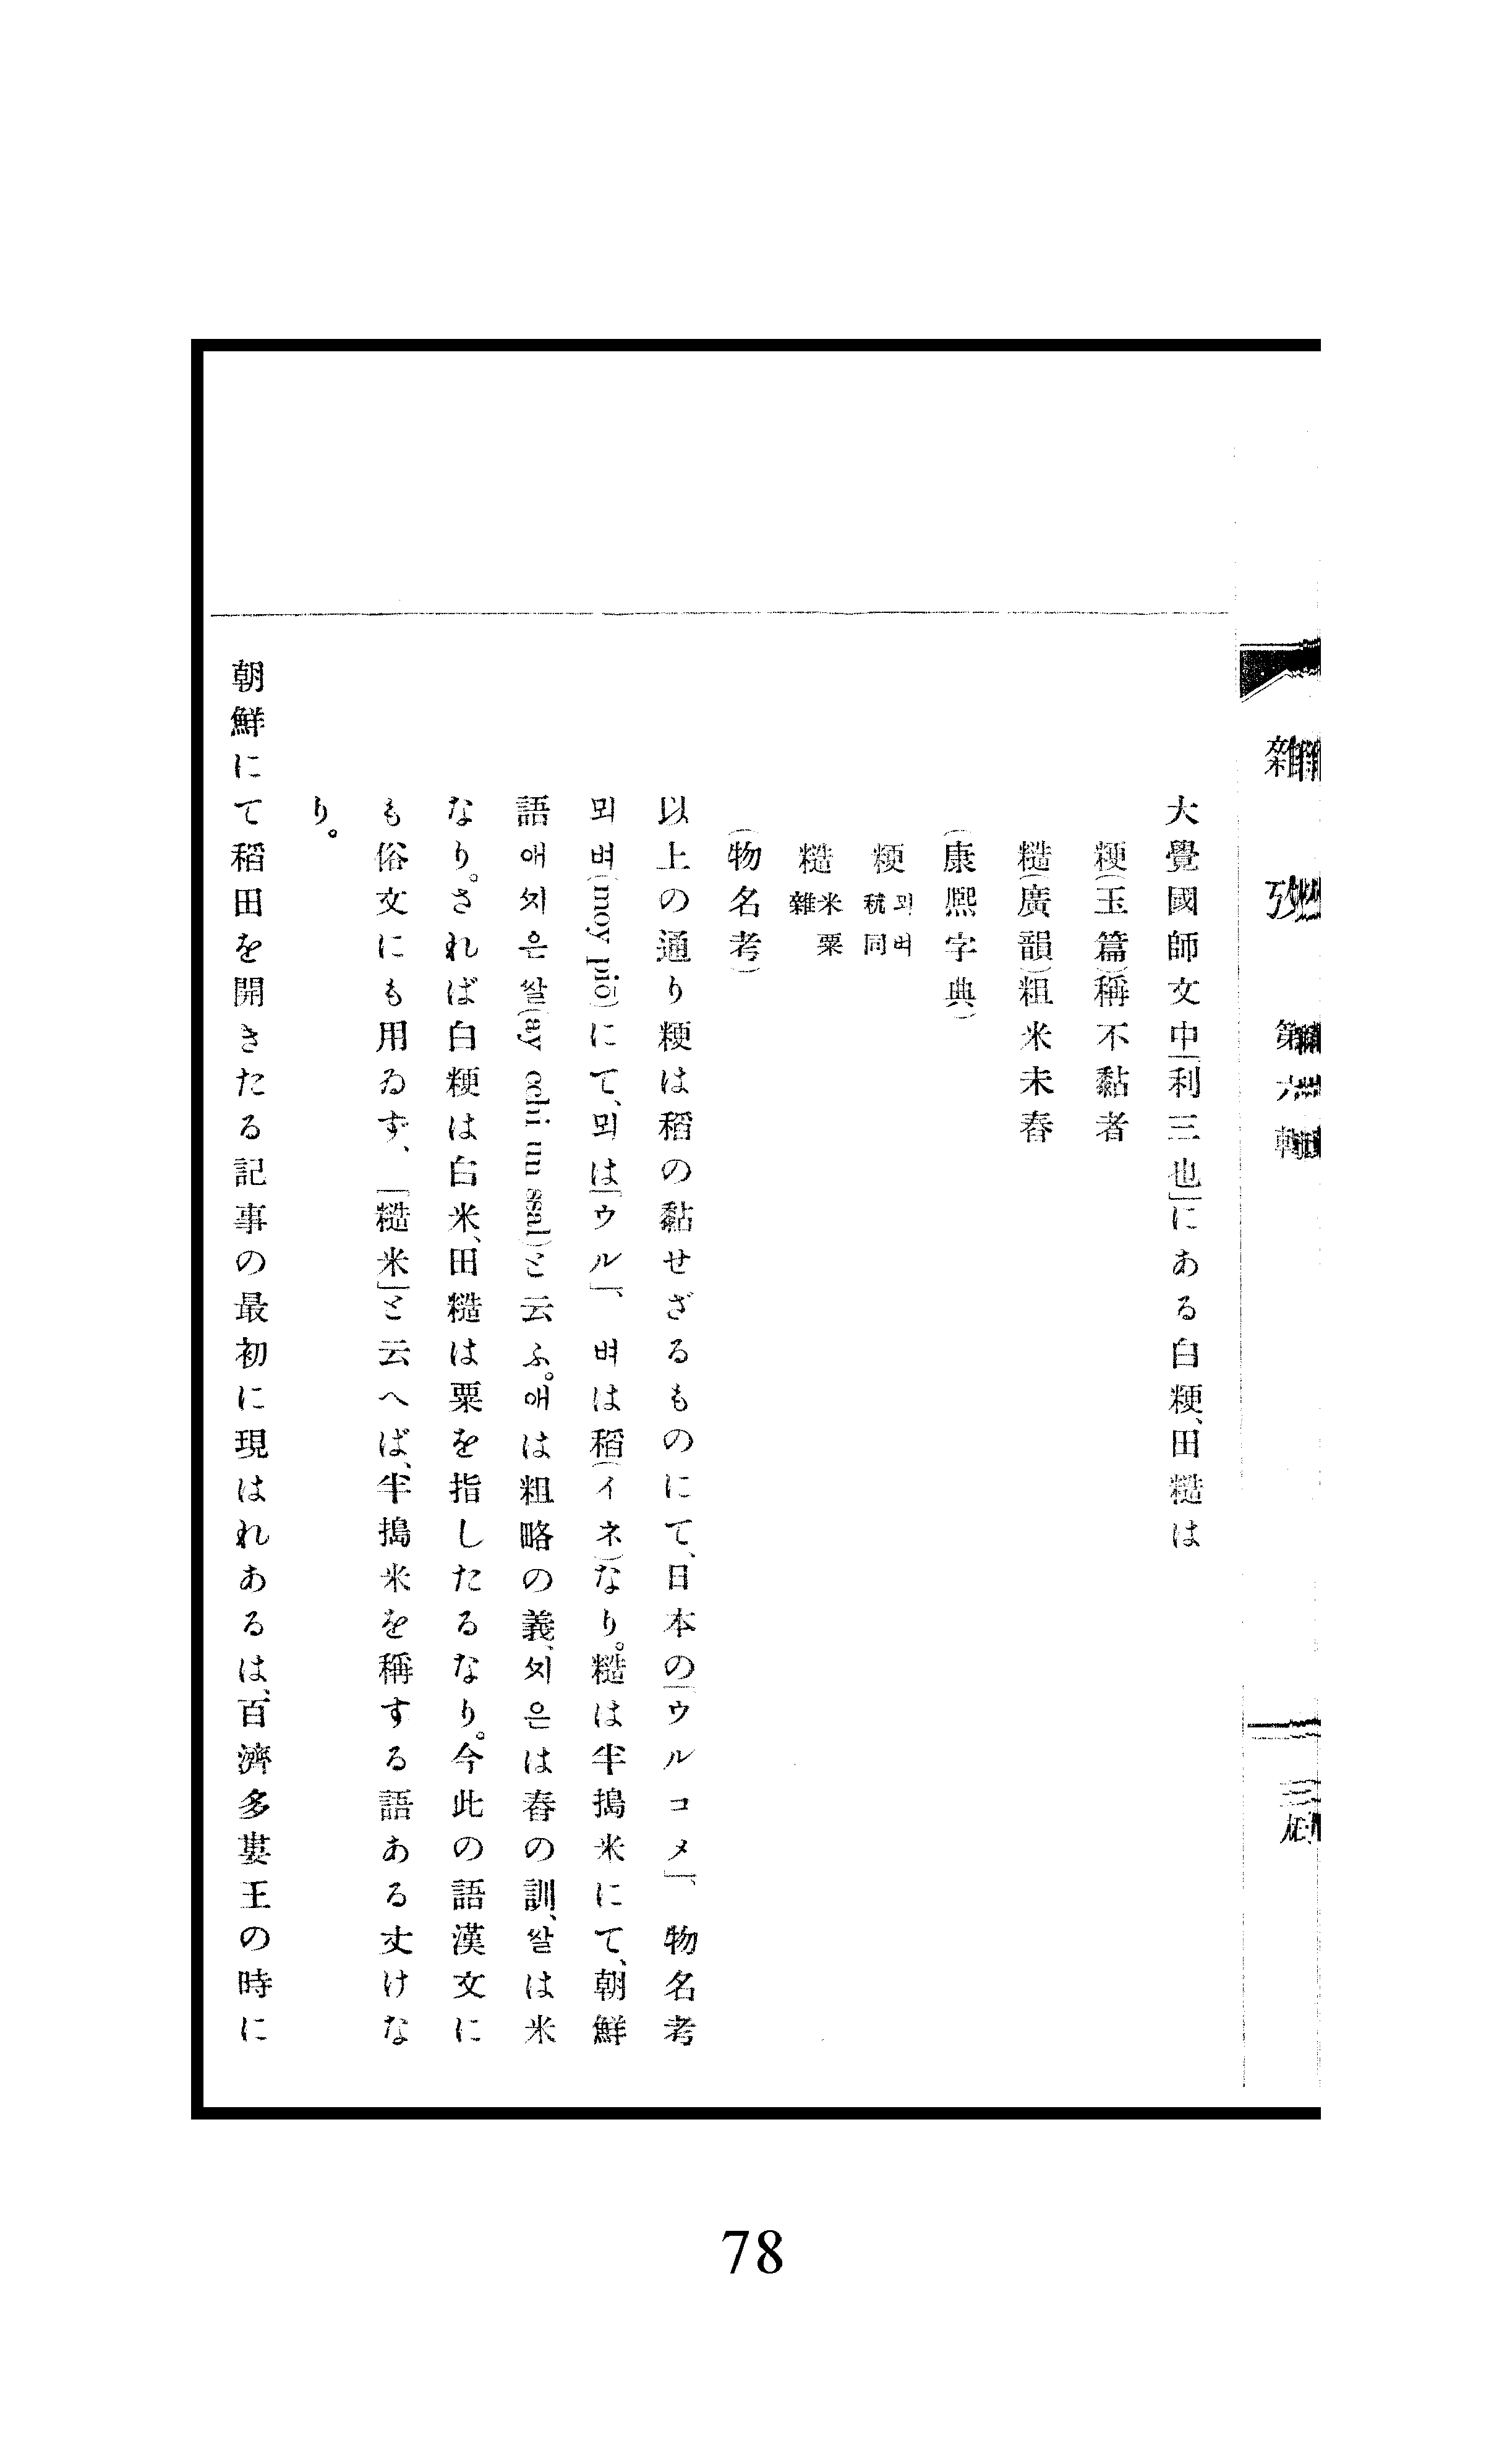 雜 攷 第六輯
大覺國師文中「利三也」にある白粳、田糙は
粳(玉篇)稱不黏者
糙(廣韻)粗米未舂
(康熈字典)
粳 뫼벼 秔同
糙 米粟雜
(物名考)
以上の通り粳は稻の黏せざるものにて、日本の「ウルコメ」、物名考
뫼벼(moy piö)にて、뫼は「ウル」、벼は稻(イネ)なり。糙は半搗米にて、朝鮮
語애쇠은쌀(ay ochi un ssal)と云ふ。애は粗略の義、쇠은は舂の訓、쌀は米
なり。されば白粳は白米、田糙は粟を指したるなり。今此の語漢文に
も俗文にも用ゐず、「糙米」と云へば、半搗米を稱する語ある丈けな
り。
朝鮮にて稻田を開きたる記事の最初に現はれあるは、百濟多婁王の時に
78